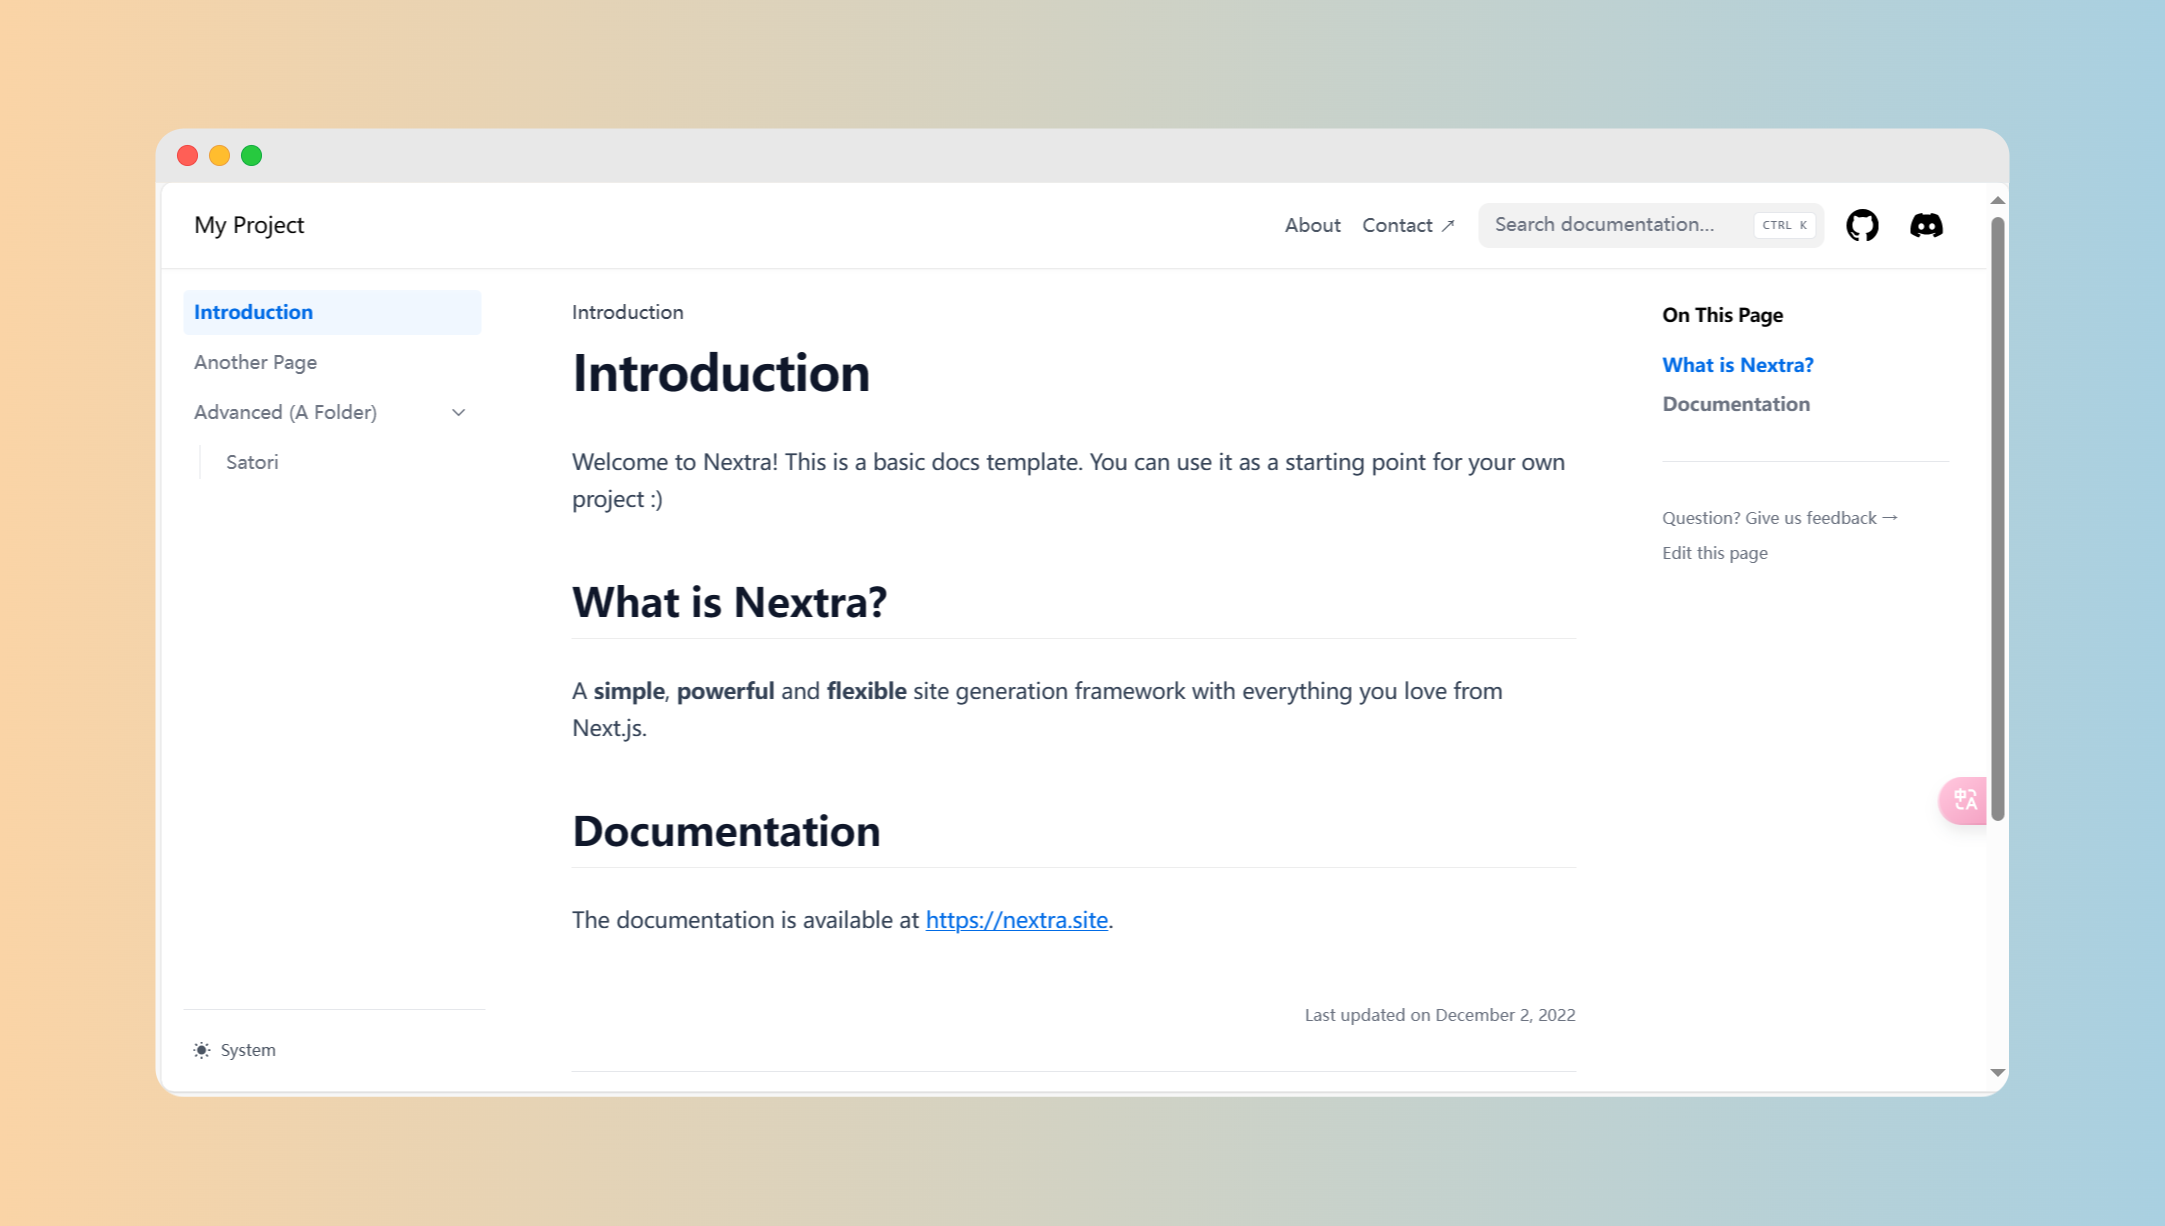 My Project
About
Contact ↗
Search documentation...
CTRL K
Introduction
Another Page
Advanced (A Folder)
Satori
System
Introduction
Introduction
Welcome to Nextra! This is a basic docs template. You can use it as a starting point for your own
project :)
What is Nextra?
A simple, powerful and flexible site generation framework with everything you love from
Next.js.
Documentation
The documentation is available at https://nextra.site.
Last updated on December 2, 2022
On This Page
What is Nextra?
Documentation
Question? Give us feedback →
Edit this page